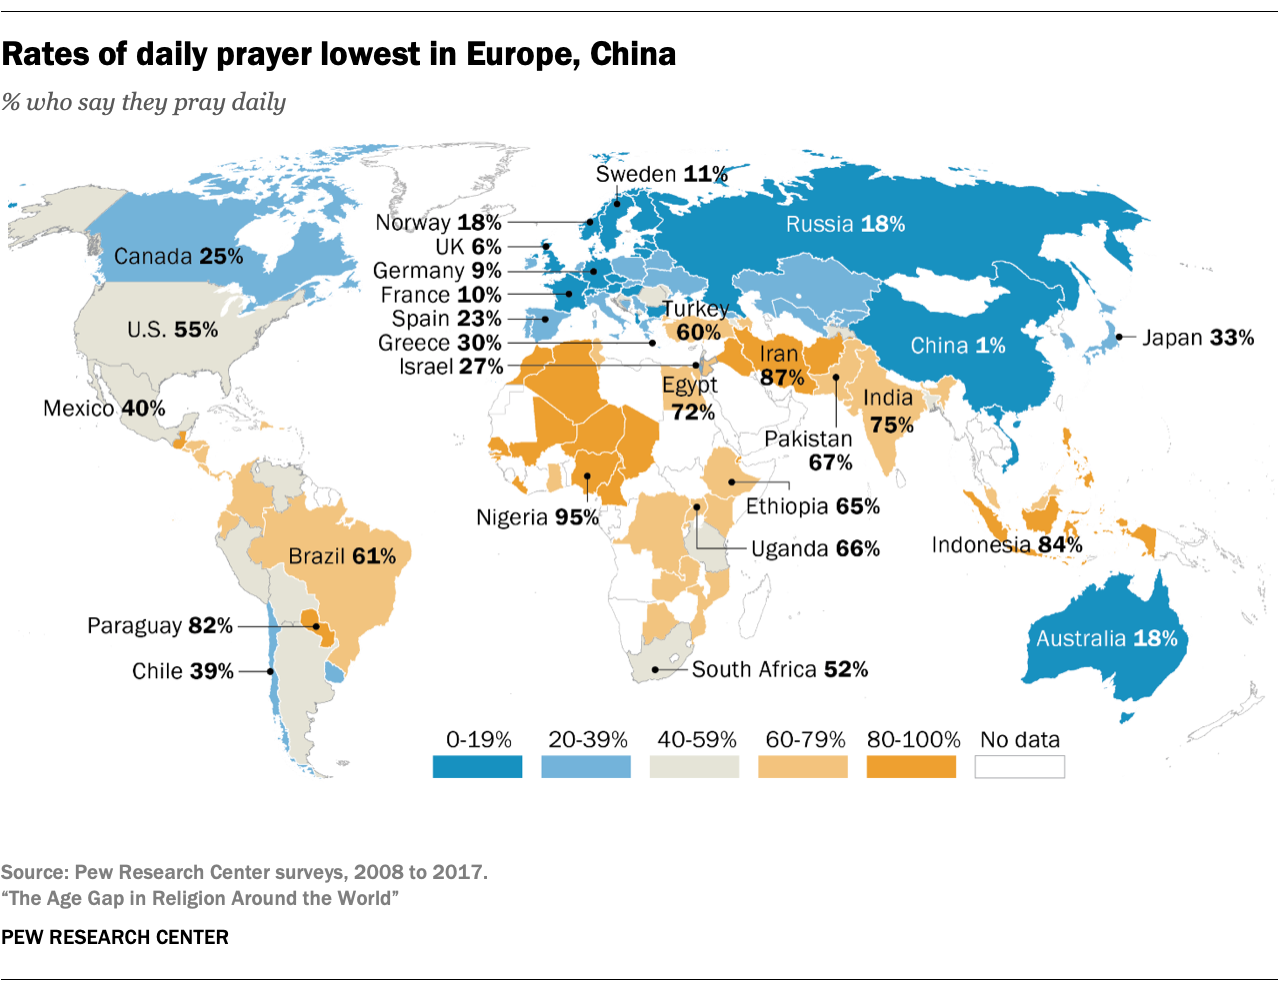 Rates of daily prayer lowest in Europe, China
% who say they pray daily
Sweden 11%
Norway 18%
Russia 18%
UK 6%
Canada 25%
Germany 9%
France 10%
Turkey
60%
Spain 23%
U.S. 55%
Greece 30%
Japan 33%
China 1%
Iran
87%
Israel 27%
Egypt
72%
India
75%
Mexico 40%
Pakistan
67%
Ethiopia 65%
Nigeria 95%
Indonesia 84%
Uganda 66%
Brazil 61%
Paraguay 82%
Australia 18%
Chile 39%
South Africa 52%
0-19%
20-39%
40-59%
60-79%
80-100%
No data
Source: Pew Research Center surveys, 2008 to 2017.
“The Age Gap in Religion Around the World”
PEW RESEARCH CENTER